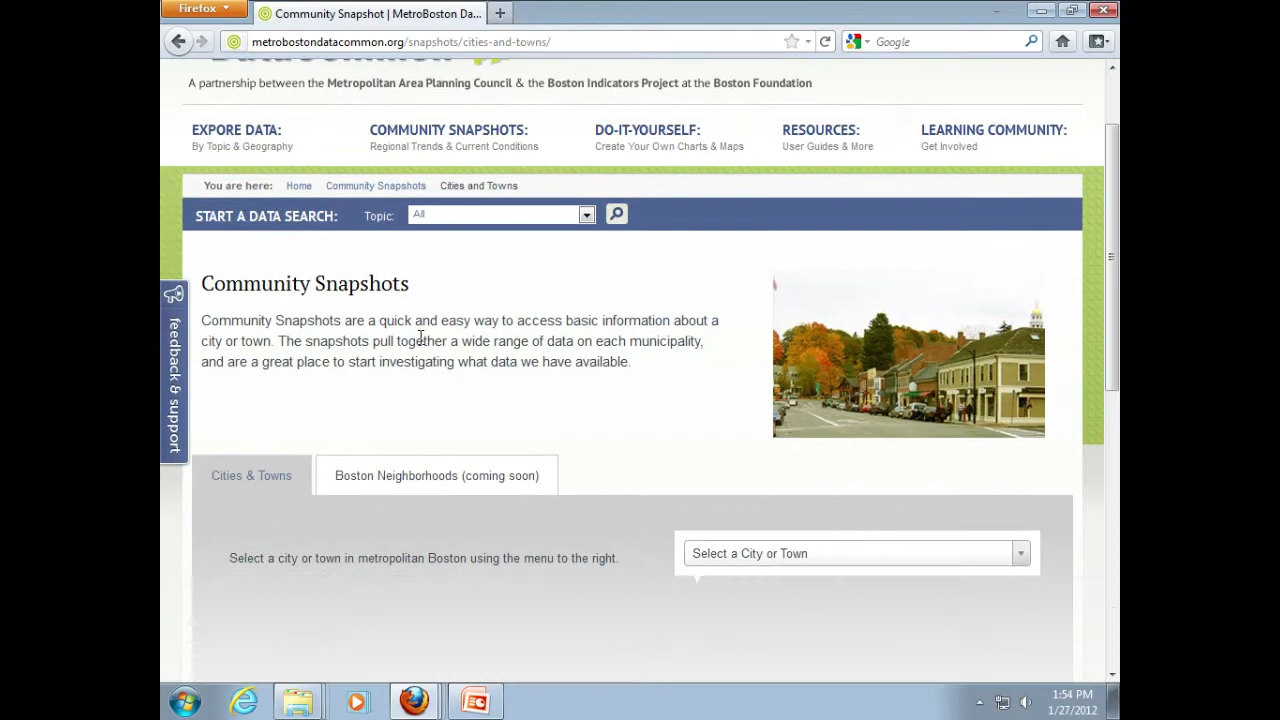 Firefox
Community Snapshot | MetroBoston Da...
metrobostondatacommon.org/snapshots/cities-and-towns/
Google
A partnership between the Metropolitan Area Planning Council & the Boston Indicators Project at the Boston Foundation
EXPORE DATA: COMMUNITY SNAPSHOTS: DO-IT-YOURSELF: RESOURCES: LEARNING COMMUNITY:
By Topic & Geography Regional Trends & Current Conditions Create Your Own Charts & Maps User Guides & More Get Involved
You are here: Home Community Snapshots Cities and Towns
START A DATA SEARCH: Topic: All
Community Snapshots
Community Snapshots are a quick and easy way to access basic information about a
city or town. The snapshots pull together a wide range of data on each municipality,
and are a great place to start investigating what data we have available.
feedback & support
Cities & Towns Boston Neighborhoods (coming soon)
Select a city or town in metropolitan Boston using the menu to the right. Select a City or Town
1:54 PM
1/27/2012